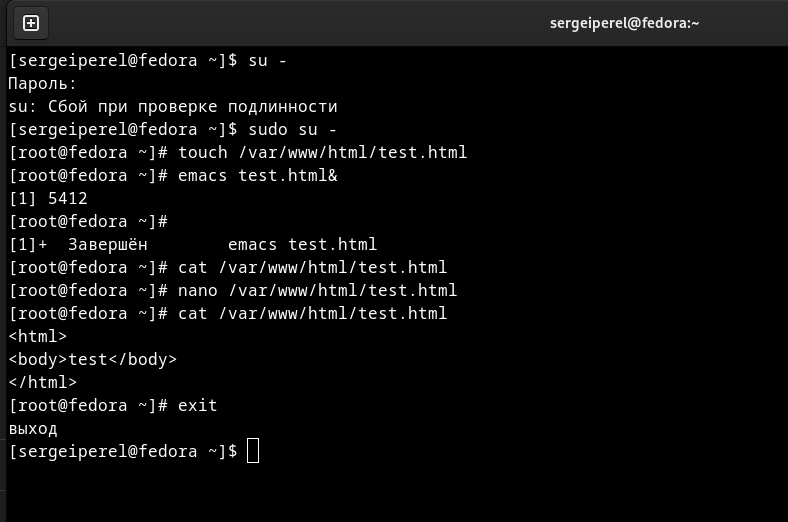 sergeiperel@fedora:~
[sergeiperel@fedora ~]$ su -
Пароль:
su: Сбой при проверке подлинности
[sergeiperel@fedora ~]$ sudo su -
[root@fedora ~]# touch /var/www/html/test.html
[root@fedora ~]# emacs test.html&
[1] 5412
[root@fedora ~]#
[1]+  Завершён        emacs test.html
[root@fedora ~]# cat /var/www/html/test.html
[root@fedora ~]# nano /var/www/html/test.html
[root@fedora ~]# cat /var/www/html/test.html
<html>
<body>test</body>
</html>
[root@fedora ~]# exit
выход
[sergeiperel@fedora ~]$